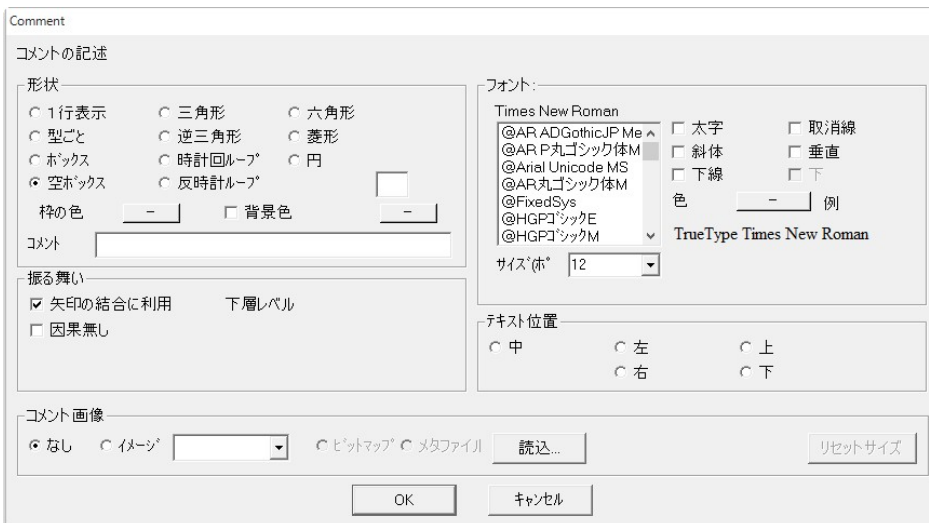 Comment
コメントの記述
形状
1行表示 三角形 六角形
型ごと 逆三角形 菱形
ボックス 時計回ループ 円
空ボックス 反時計ループ
枠の色 - 背景色 -
コメント
フォント:
Times New Roman
@AR ADGothicJP Me
@AR P丸ゴシック体M
@Arial Unicode MS
@AR丸ゴシック体M
@FixedSys
@HGPゴシックE
@HGPゴシックM
太字 取消線
斜体 垂直
下線 下
色 - 例
TrueType Times New Roman
サイズ(ポ 12
振る舞い
矢印の結合に利用 下層レベル
因果無し
テキスト位置
中 左 上
右 下
コメント画像
なし イメージ ビットマップ メタファイル 読込... リセットサイズ
OK キャンセル